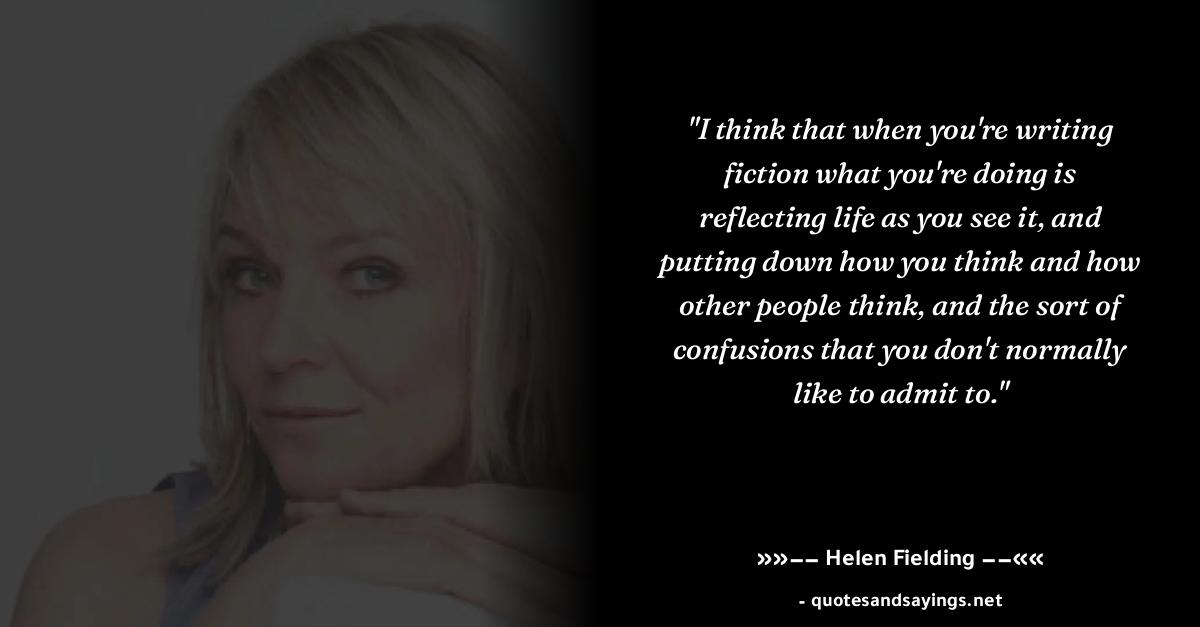 "I think that when you're writing
fiction what you're doing is
reflecting life as you see it, and
putting down how you think and how
other people think, and the sort of
confusions that you don't normally
like to admit to."
»»–– Helen Fielding ––««
- quotesandsayings.net